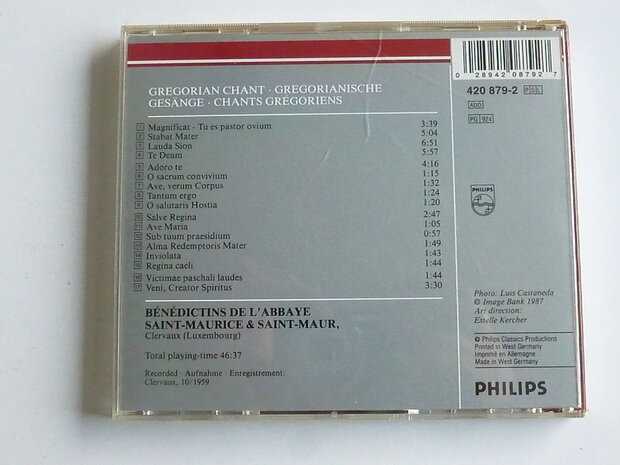 GREGORIAN CHANT - GREGORIANISCHE
GESÄNGE - CHANTS GRÉGORIENS
1 Magnificat - Tu es pastor ovium 3:39
2 Stabat Mater 5:04
3 Lauda Sion 6:51
4 Te Deum 5:57
5 Adoro te 4:16
6 O sacrum convivium 1:15
7 Ave, verum Corpus 1:32
8 Tantum ergo 1:24
9 O salutaris Hostia 1:20
10 Salve Regina 2:47
11 Ave Maria 1:05
12 Sub tuum praesidium 0:57
13 Alma Redemptoris Mater 1:49
14 Inviolata 1:43
15 Regina caeli 1:44
16 Victimae paschali laudes 1:44
17 Veni, Creator Spiritus 3:30
BÉNÉDICTINS DE L'ABBAYE
SAINT-MAURICE & SAINT-MAUR,
Clervaux (Luxembourg)
Total playing-time 46:37
Recorded · Aufnahme · Enregistrement:
Clervaux, 10/1959
0 28942 08792 7
420 879-2
ADD
PG 924
PHILIPS
Photo: Luis Castaneda
© Image Bank 1987
Art direction:
Estelle Kercher
© Philips Classics Productions
Printed in West Germany
Imprimé en Allemagne
Made in West Germany
PHILIPS